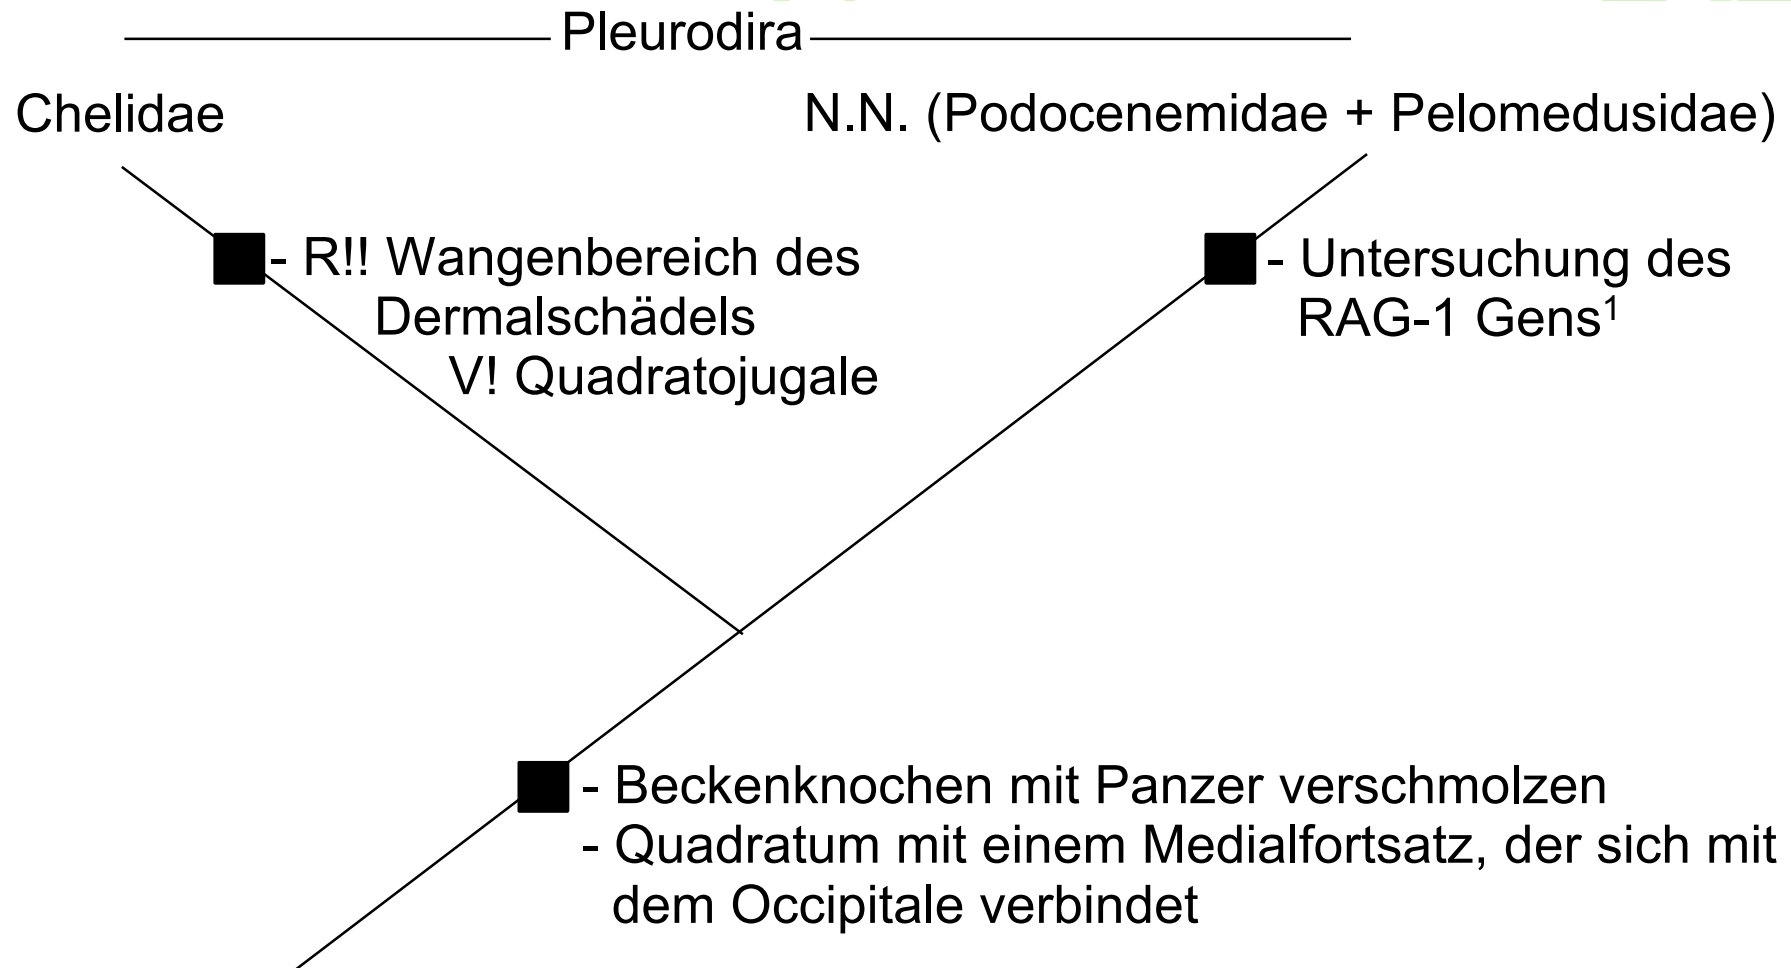 Pleurodira
Chelidae
N.N. (Podocenemidae + Pelomedusidae)
- R!! Wangenbereich des
Dermalschädels
V! Quadratojugale
- Untersuchung des
RAG-1 Gens¹
- Beckenknochen mit Panzer verschmolzen
- Quadratum mit einem Medialfortsatz, der sich mit
dem Occipitale verbindet